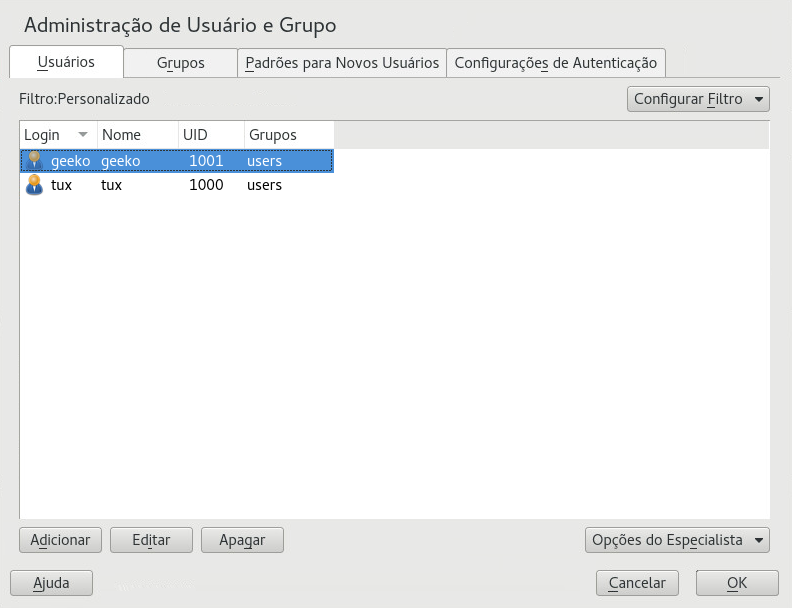 Administração de Usuário e Grupo
Usuários Grupos Padrões para Novos Usuários Configurações de Autenticação
Filtro:Personalizado Configurar Filtro
Login Nome UID Grupos
geeko geeko 1001 users
tux tux 1000 users
Adicionar Editar Apagar Opções do Especialista
Ajuda Cancelar OK